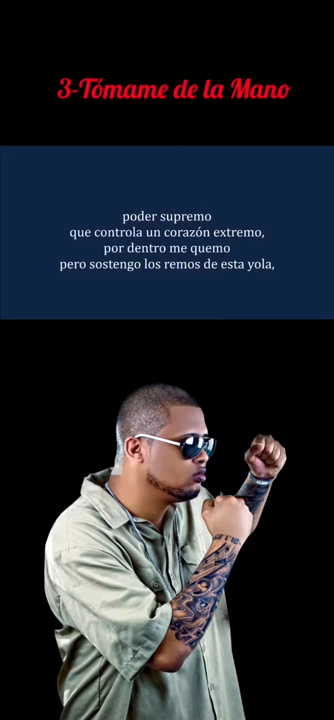 3-Tómame de la Mano
poder supremo
que controla un corazón extremo,
por dentro me quemo
pero sostengo los remos de esta yola,